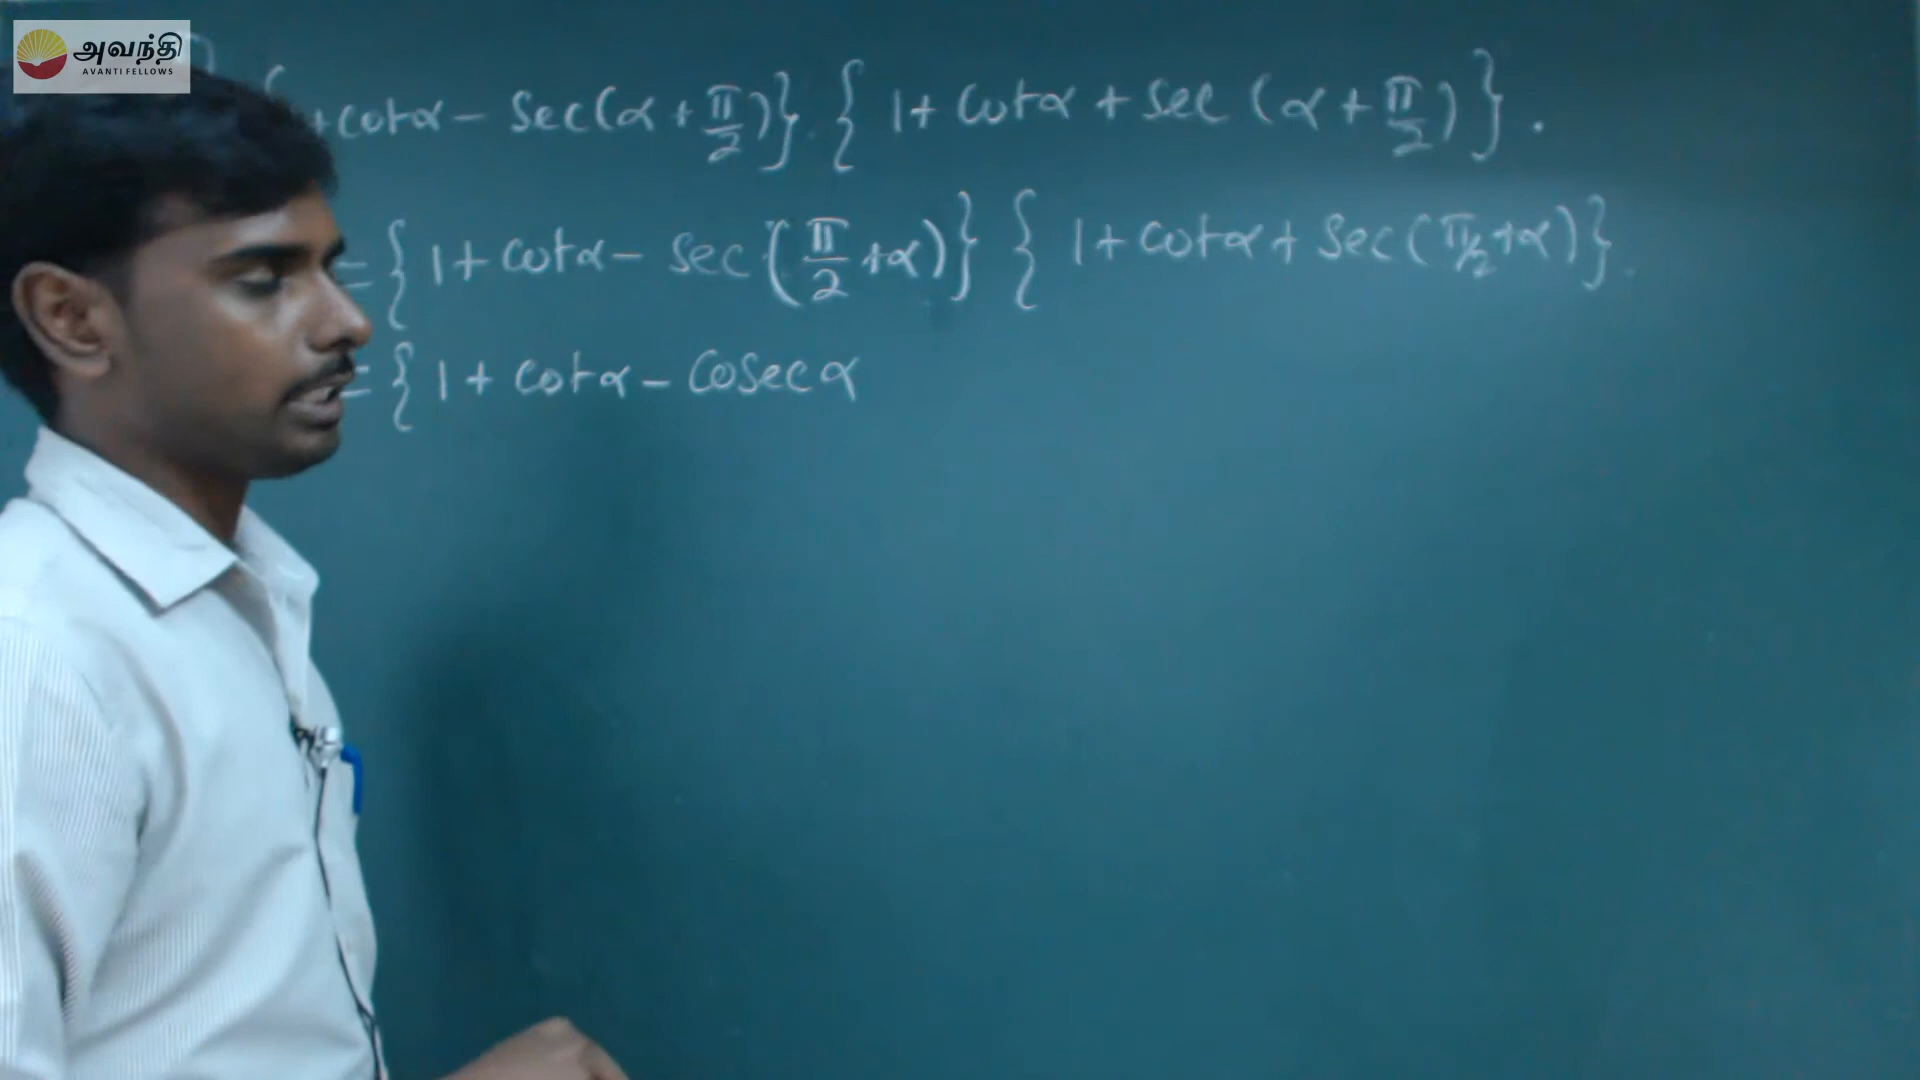 அவந்தி
AVANTI FELLOWS
+ cotα - sec(α + π/2)} . { 1 + cotα + sec (α + π/2) } .
= { 1 + cotα - sec (π/2 + α) } { 1 + cotα + sec (π/2 + α) } .
= { 1 + cotα - cosec α